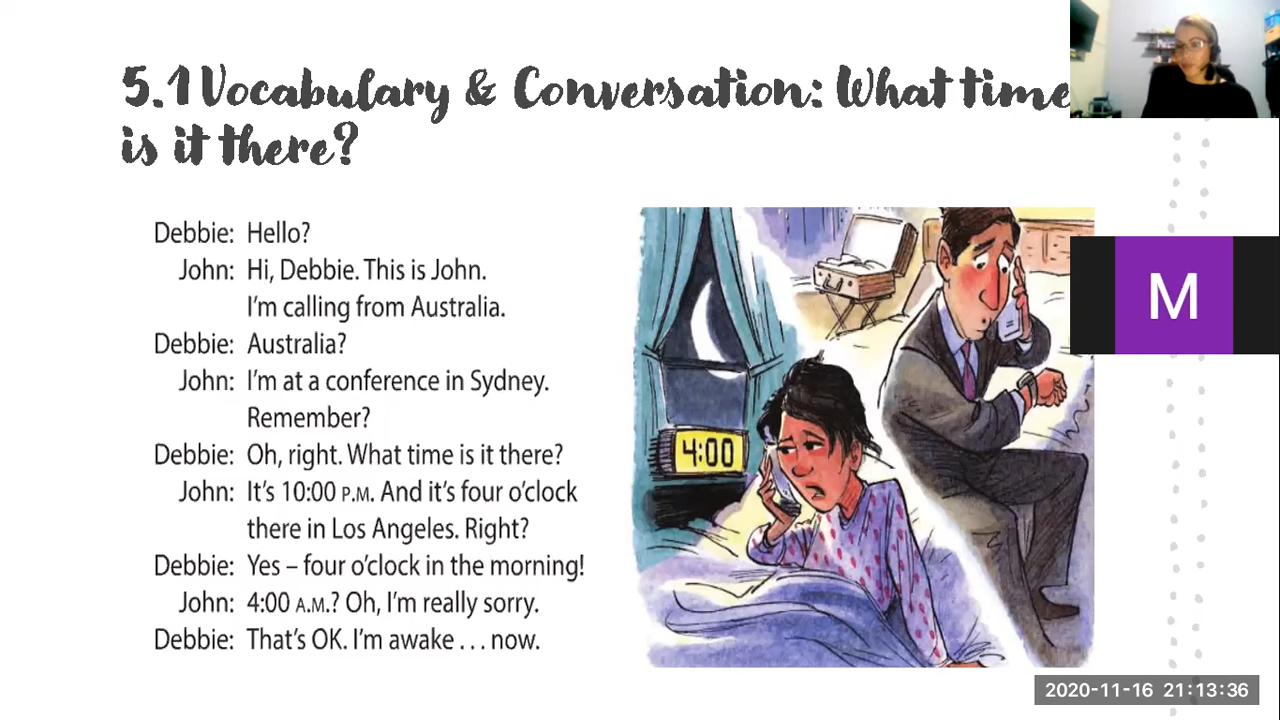 5.1 Vocabulary & Conversation: What time
is it there?
Debbie: Hello?
John: Hi, Debbie. This is John.
I'm calling from Australia.
Debbie: Australia?
John: I'm at a conference in Sydney.
Remember?
Debbie: Oh, right. What time is it there?
John: It's 10:00 P.M. And it's four o'clock
there in Los Angeles. Right?
Debbie: Yes – four o'clock in the morning!
John: 4:00 A.M.? Oh, I'm really sorry.
Debbie: That's OK. I'm awake . . . now.
4:00
M
2020-11-16 21:13:36